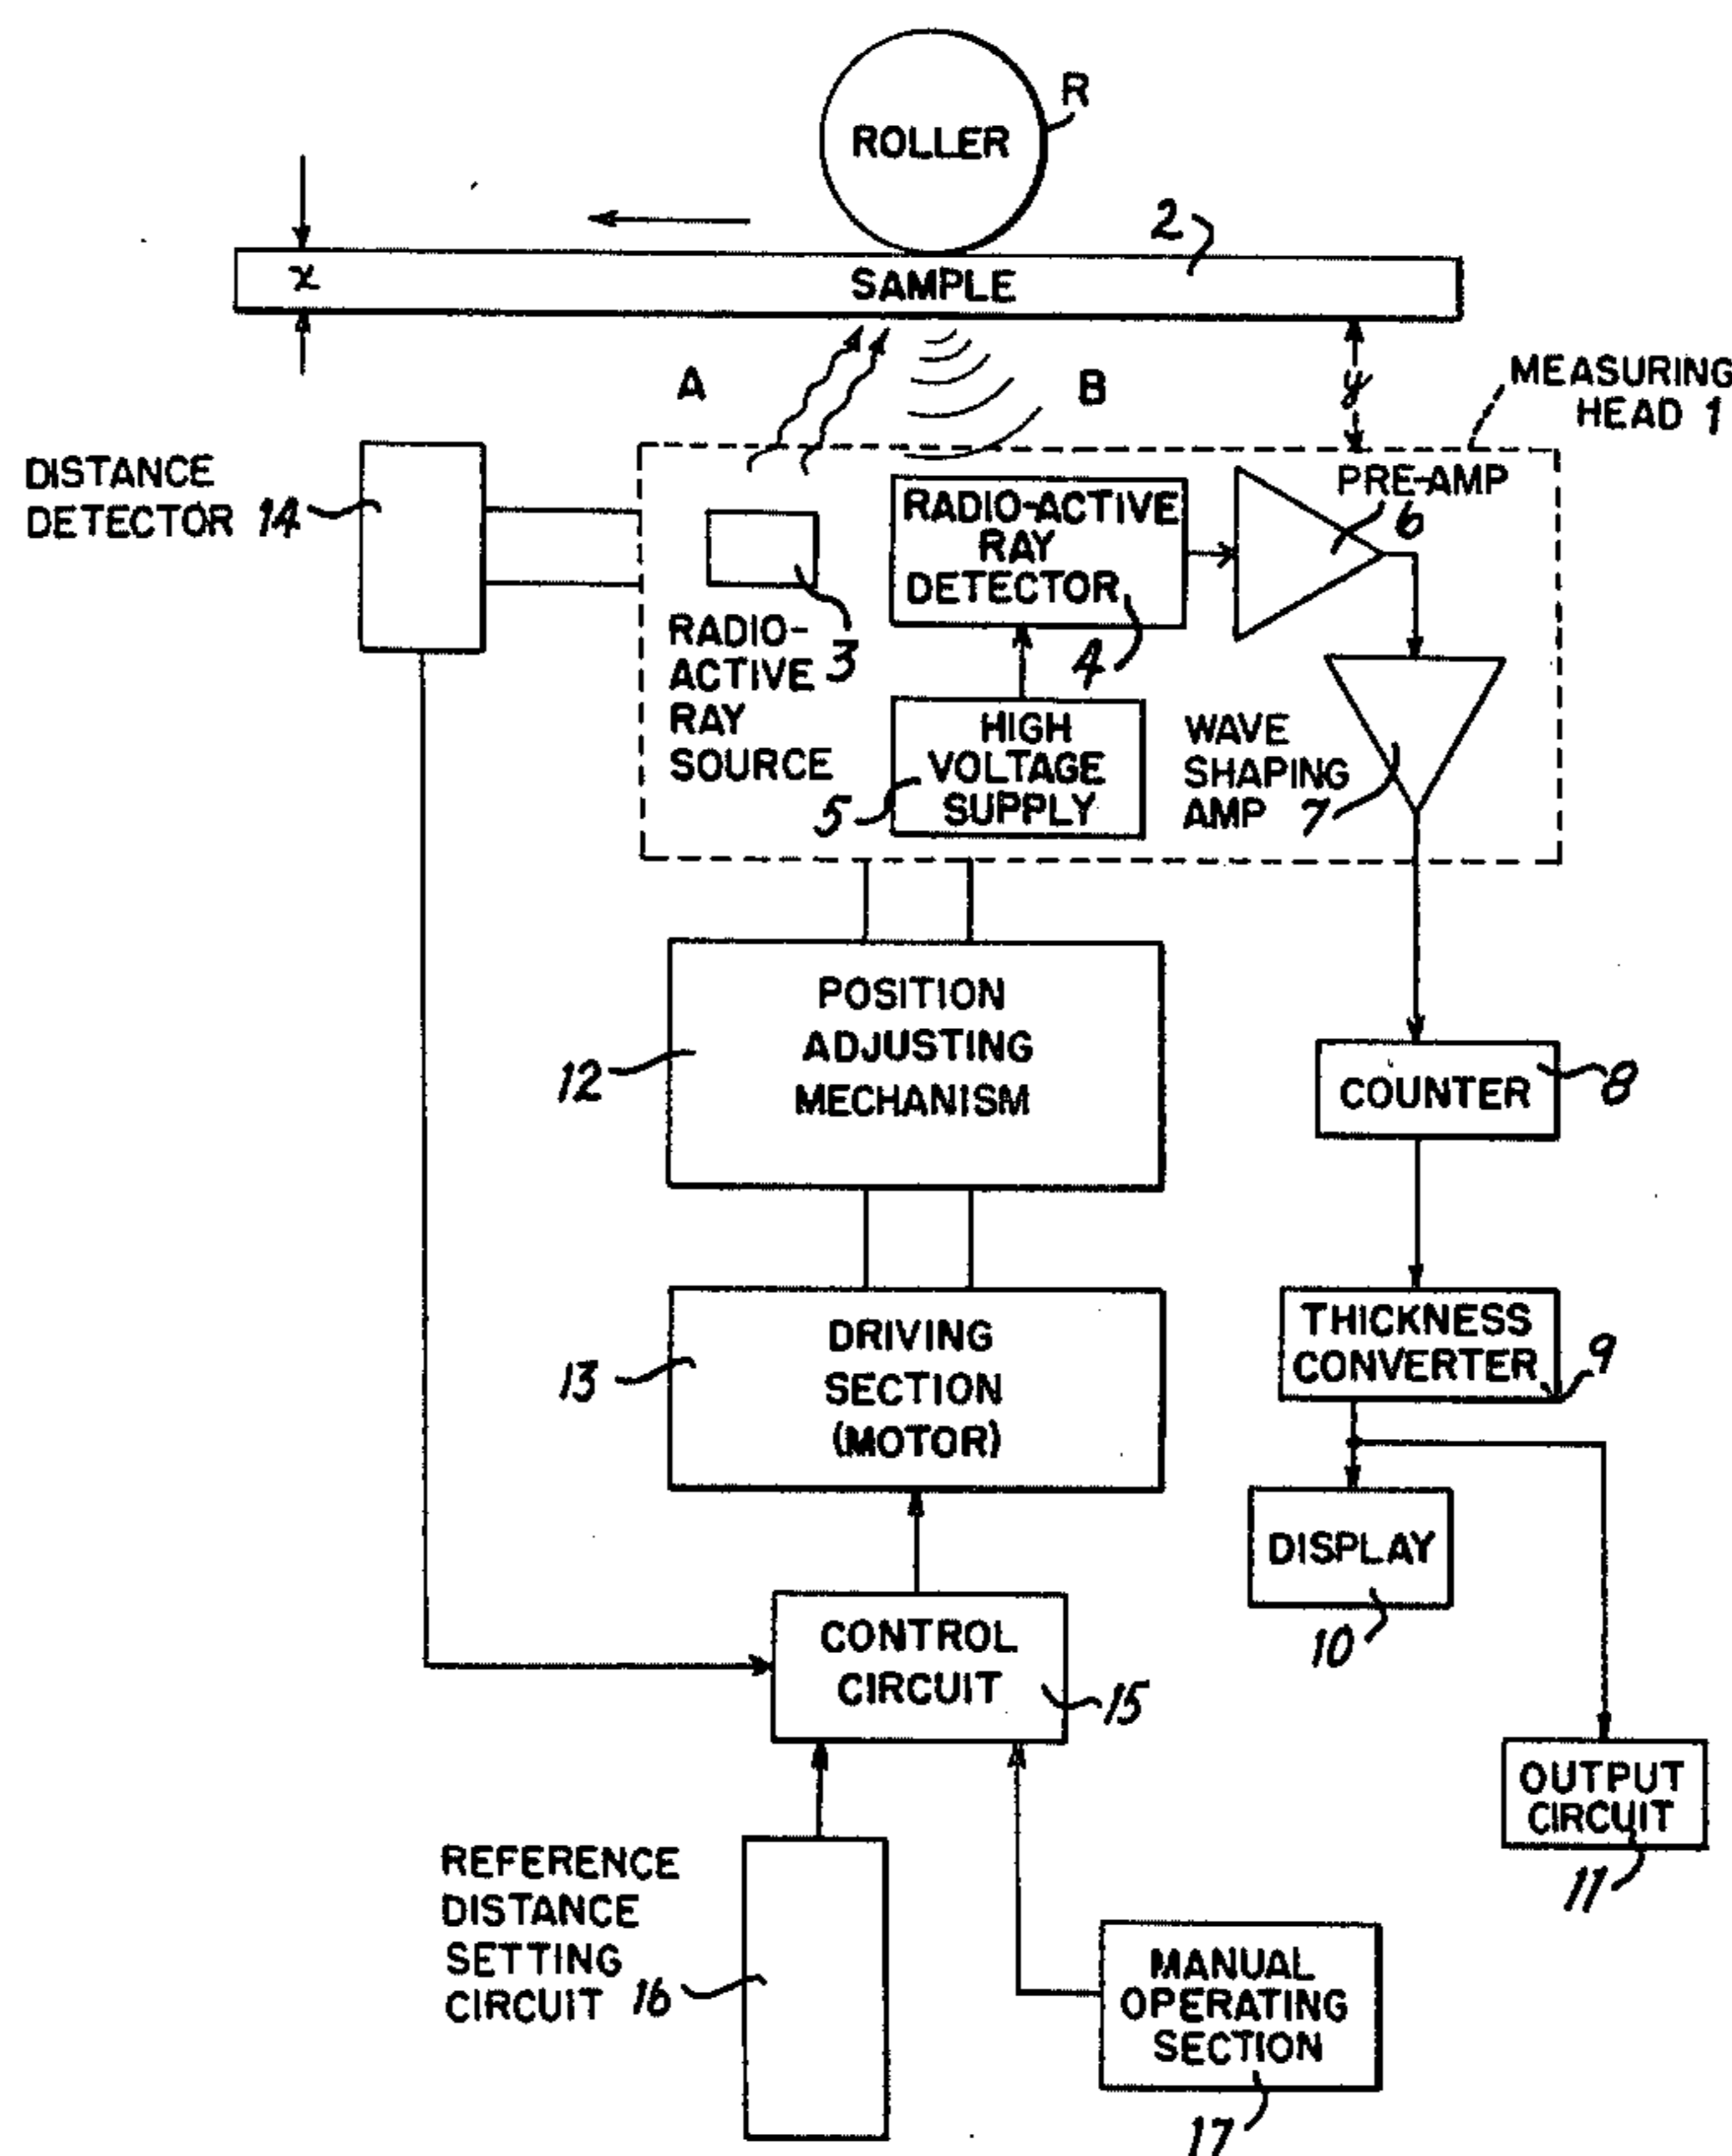 R
ROLLER
2
x
SAMPLE
A
B
y
MEASURING
HEAD 1
DISTANCE
DETECTOR 14
PRE-AMP
6
RADIO-ACTIVE
RAY
DETECTOR
4
RADIO-
ACTIVE
RAY
SOURCE
3
HIGH
VOLTAGE
SUPPLY
5
WAVE
SHAPING
AMP 7
POSITION
ADJUSTING
MECHANISM
12
COUNTER
8
THICKNESS
CONVERTER
9
DRIVING
SECTION
(MOTOR)
13
DISPLAY
10
CONTROL
CIRCUIT
15
OUTPUT
CIRCUIT
11
REFERENCE
DISTANCE
SETTING
CIRCUIT 16
MANUAL
OPERATING
SECTION
17